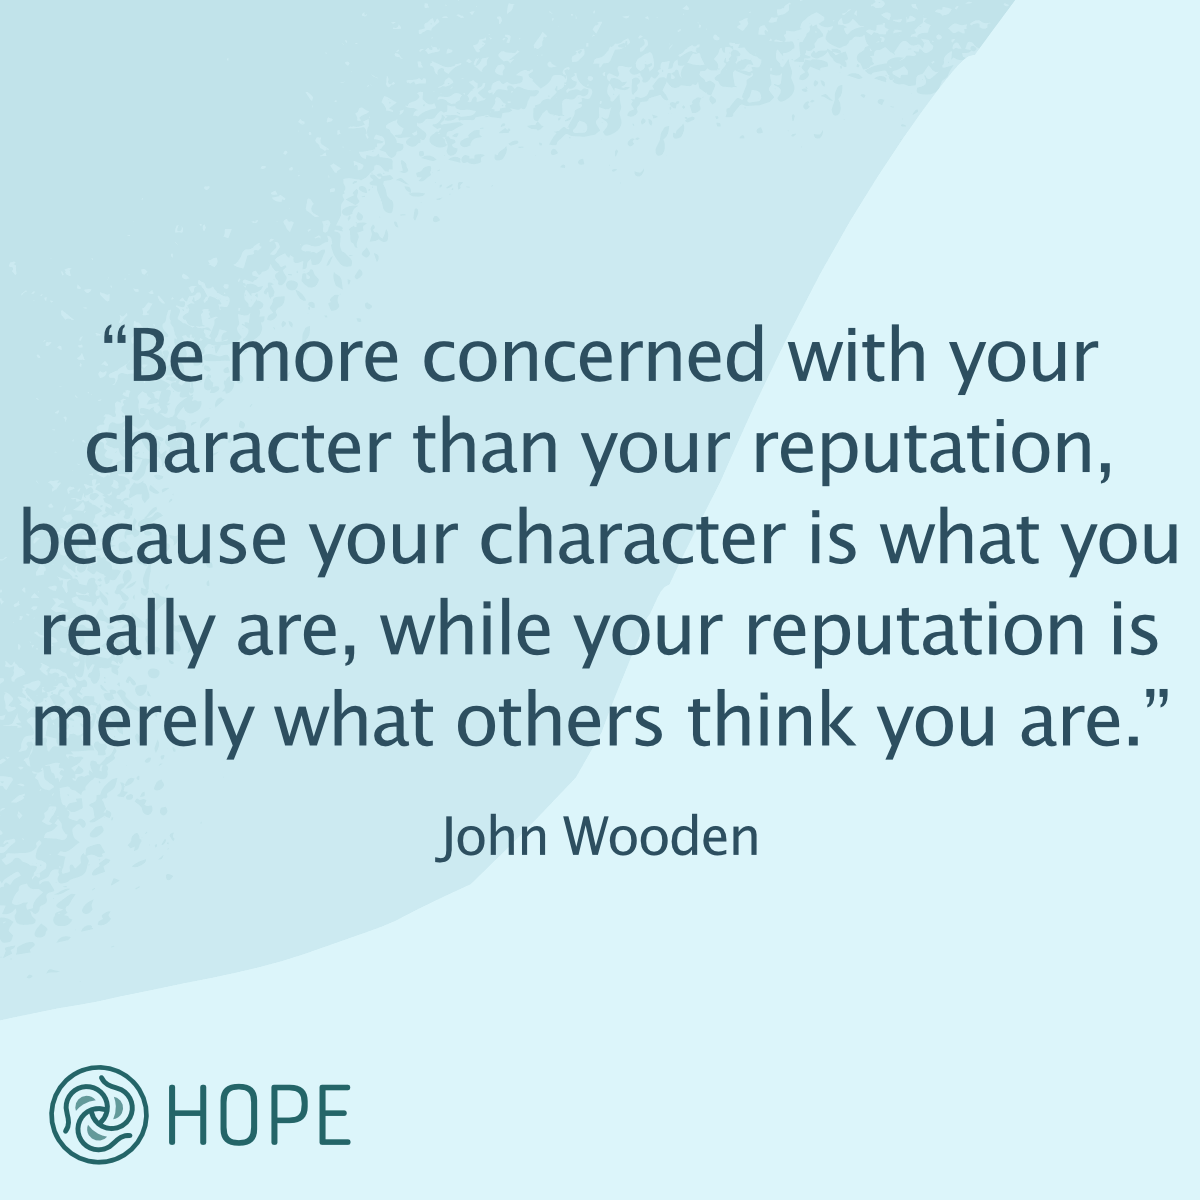 “Be more concerned with your
character than your reputation,
because your character is what you
really are, while your reputation is
merely what others think you are.”
John Wooden
HOPE